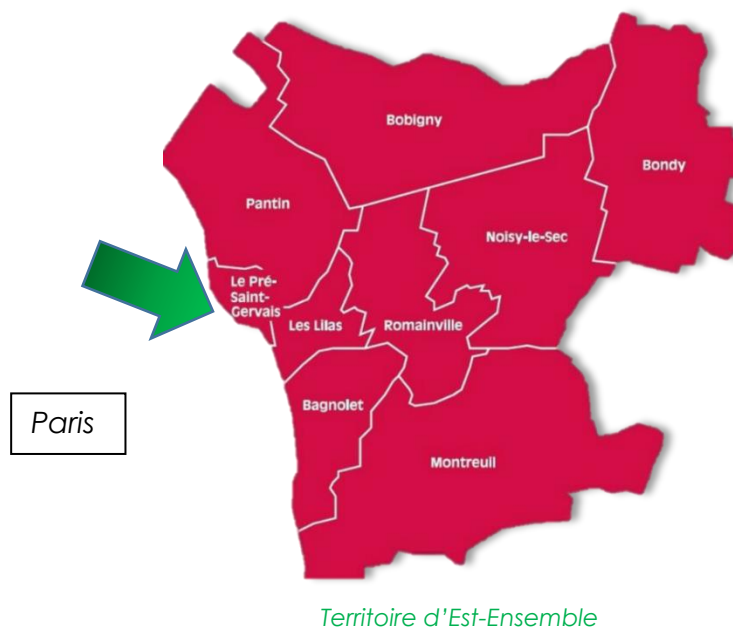 Bobigny
Bondy
Pantin
Noisy-le-Sec
Le Pré-
Saint-
Gervais
Les Lilas
Romainville
Bagnolet
Paris
Montreuil
Territoire d'Est-Ensemble